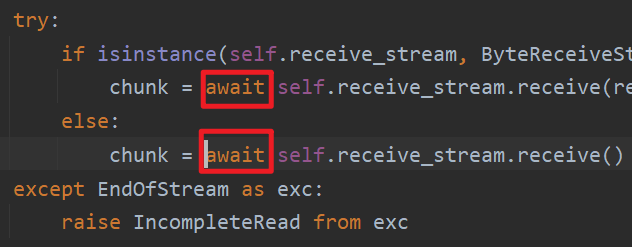 try:
if isinstance(self.receive_stream, ByteReceiveSt
chunk = await self.receive_stream.receive(re
else:
chunk = await self.receive_stream.receive()
except EndOfStream as exc:
raise IncompleteRead from exc